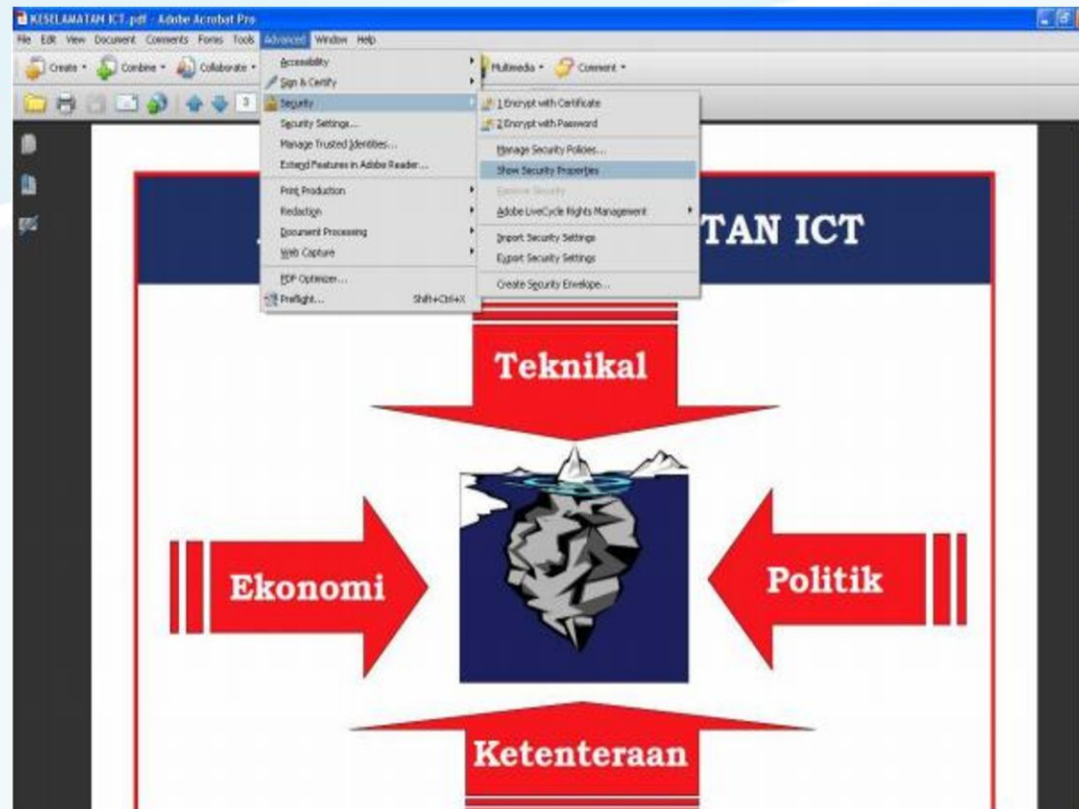 KESELAMATAN ICT.pdf - Adobe Acrobat Pro
File Edit View Document Comments Forms Tools Advanced Window Help
Create Combine Collaborate Multimedia Comment
3
Accessibility
Sign & Certify
Security
Security Settings...
Manage Trusted Identities...
Extend Features in Adobe Reader...
Print Production
Redaction
Document Processing
Web Capture
PDF Optimizer...
Preflight... Shift+Ctrl+X
1 Encrypt with Certificate
2 Encrypt with Password
Manage Security Policies...
Show Security Properties
Remove Security
Adobe LiveCycle Rights Management
Import Security Settings
Export Security Settings
Create Security Envelope...
TAN ICT
Teknikal
Ekonomi
Politik
Ketenteraan